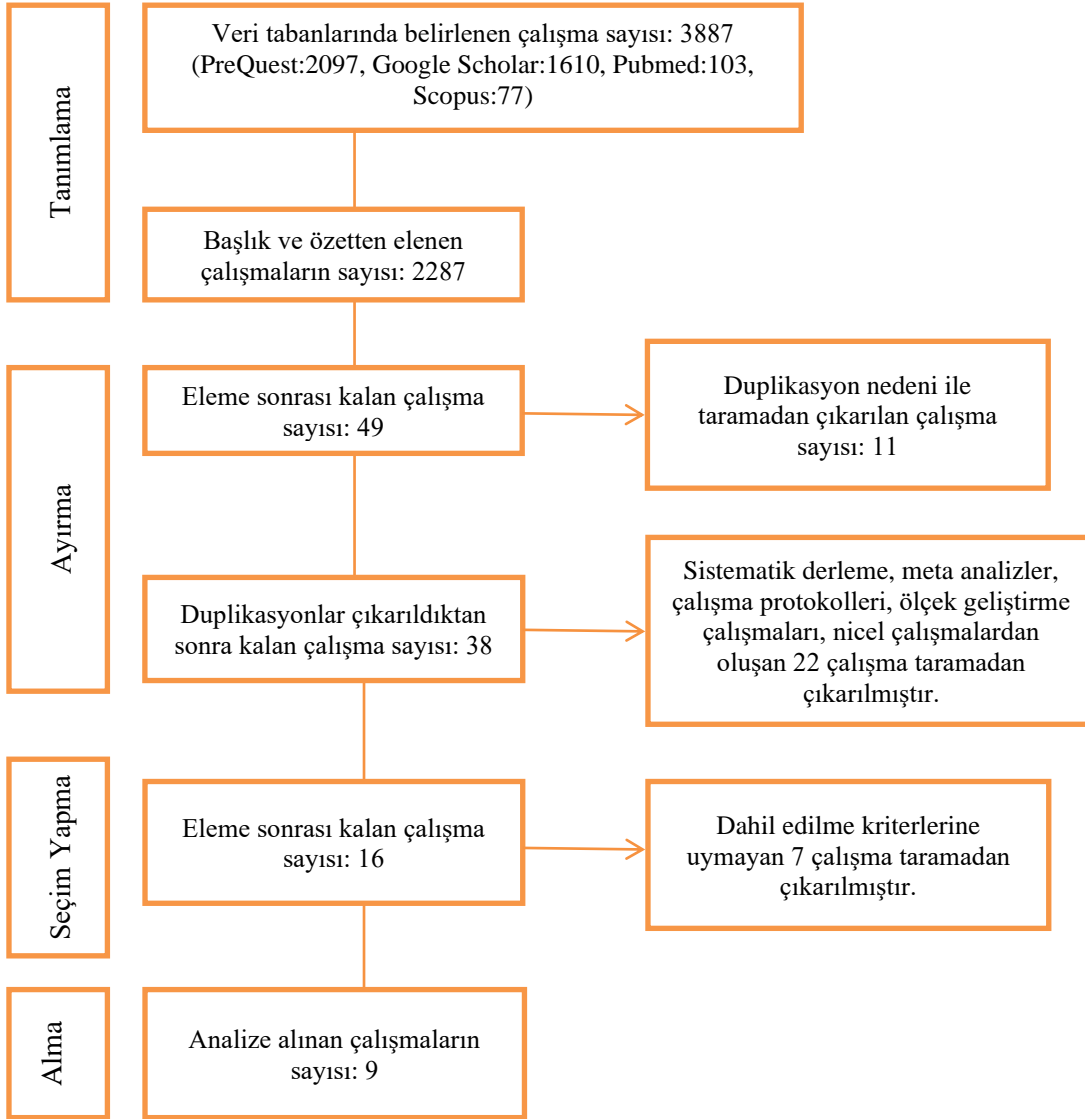 Tanımlama
Veri tabanlarında belirlenen çalışma sayısı: 3887
(PreQuest:2097, Google Scholar:1610, Pubmed:103,
Scopus:77)
Başlık ve özetten elenen
çalışmaların sayısı: 2287
Ayırma
Eleme sonrası kalan çalışma
sayısı: 49
Duplikasyon nedeni ile
taramadan çıkarılan çalışma
sayısı: 11
Duplikasyonlar çıkarıldıktan
sonra kalan çalışma sayısı: 38
Sistematik derleme, meta analizler,
çalışma protokolleri, ölçek geliştirme
çalışmaları, nicel çalışmalardan
oluşan 22 çalışma taramadan
çıkarılmıştır.
Seçim Yapma
Eleme sonrası kalan çalışma
sayısı: 16
Dahil edilme kriterlerine
uymayan 7 çalışma taramadan
çıkarılmıştır.
Alma
Analize alınan çalışmaların
sayısı: 9